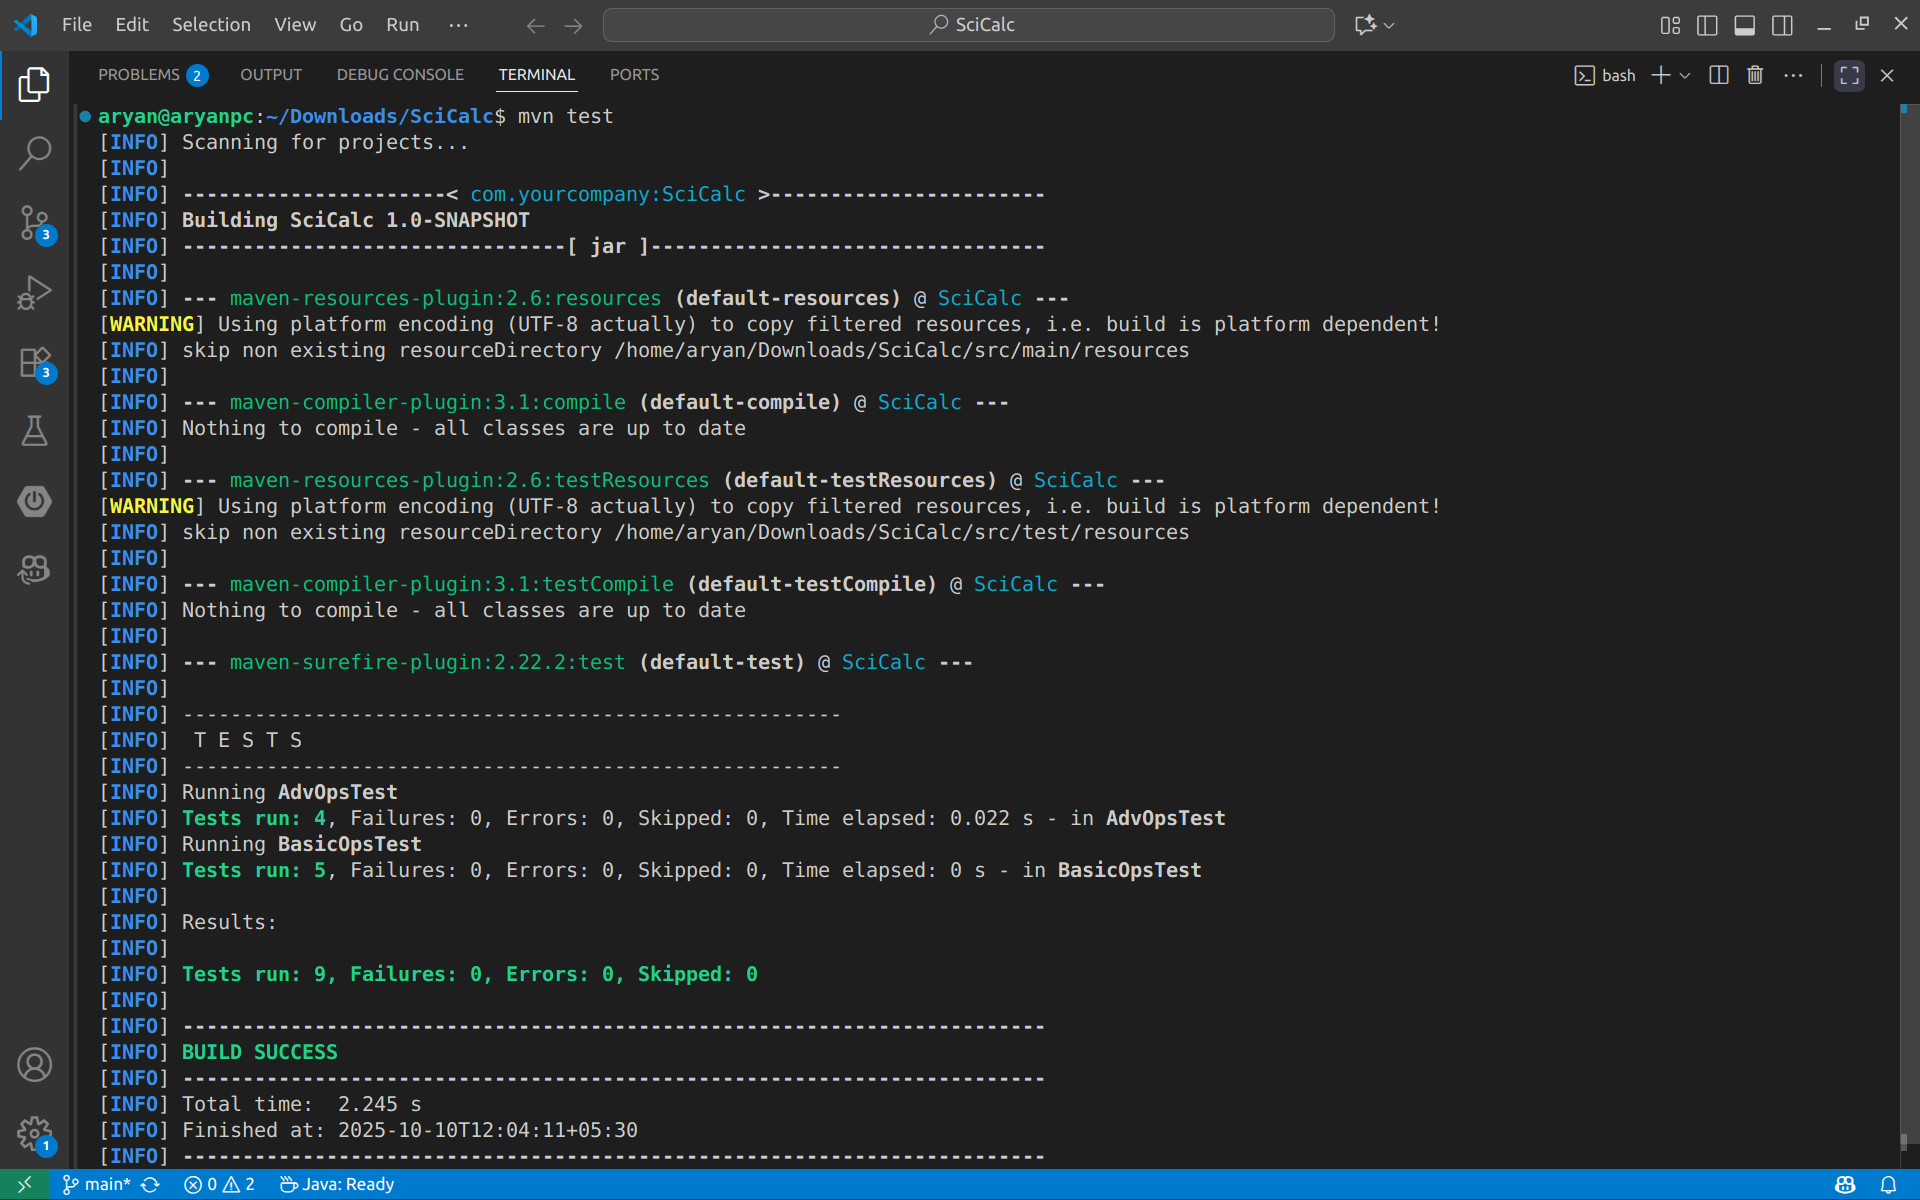 File Edit Selection View Go Run ··· SciCalc
PROBLEMS 2 OUTPUT DEBUG CONSOLE TERMINAL PORTS bash
aryan@aryanpc:~/Downloads/SciCalc$ mvn test
[INFO] Scanning for projects...
[INFO]
[INFO] ----------------------< com.yourcompany:SciCalc >-----------------------
[INFO] Building SciCalc 1.0-SNAPSHOT
[INFO] --------------------------------[ jar ]---------------------------------
[INFO]
[INFO] --- maven-resources-plugin:2.6:resources (default-resources) @ SciCalc ---
[WARNING] Using platform encoding (UTF-8 actually) to copy filtered resources, i.e. build is platform dependent!
[INFO] skip non existing resourceDirectory /home/aryan/Downloads/SciCalc/src/main/resources
[INFO]
[INFO] --- maven-compiler-plugin:3.1:compile (default-compile) @ SciCalc ---
[INFO] Nothing to compile - all classes are up to date
[INFO]
[INFO] --- maven-resources-plugin:2.6:testResources (default-testResources) @ SciCalc ---
[WARNING] Using platform encoding (UTF-8 actually) to copy filtered resources, i.e. build is platform dependent!
[INFO] skip non existing resourceDirectory /home/aryan/Downloads/SciCalc/src/test/resources
[INFO]
[INFO] --- maven-compiler-plugin:3.1:testCompile (default-testCompile) @ SciCalc ---
[INFO] Nothing to compile - all classes are up to date
[INFO]
[INFO] --- maven-surefire-plugin:2.22.2:test (default-test) @ SciCalc ---
[INFO]
[INFO] -------------------------------------------------------
[INFO]  T E S T S
[INFO] -------------------------------------------------------
[INFO] Running AdvOpsTest
[INFO] Tests run: 4, Failures: 0, Errors: 0, Skipped: 0, Time elapsed: 0.022 s - in AdvOpsTest
[INFO] Running BasicOpsTest
[INFO] Tests run: 5, Failures: 0, Errors: 0, Skipped: 0, Time elapsed: 0 s - in BasicOpsTest
[INFO]
[INFO] Results:
[INFO]
[INFO] Tests run: 9, Failures: 0, Errors: 0, Skipped: 0
[INFO]
[INFO] ------------------------------------------------------------------------
[INFO] BUILD SUCCESS
[INFO] ------------------------------------------------------------------------
[INFO] Total time:  2.245 s
[INFO] Finished at: 2025-10-10T12:04:11+05:30
[INFO] ------------------------------------------------------------------------
3
3
1
main* 0 2 Java: Ready